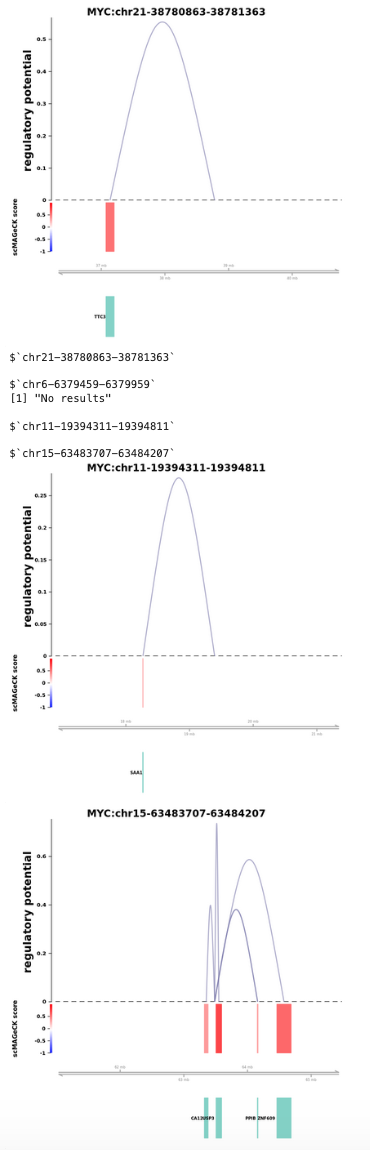 MYC:chr21-38780863-38781363
regulatory potential
0.5
0.4
0.3
0.2
0.1
0
scMAGeCK score
0.5
0
-0.5
-1
TTC3
$`chr21-38780863-38781363`
$`chr6-6379459-6379959`
[1] "No results"
$`chr11-19394311-19394811`
$`chr15-63483707-63484207`
MYC:chr11-19394311-19394811
regulatory potential
0.25
0.2
0.15
0.1
0.05
0
scMAGeCK score
0.5
0
-0.5
-1
SAA1
MYC:chr15-63483707-63484207
regulatory potential
0.6
0.4
0.2
0
scMAGeCK score
0.5
0
-0.5
-1
CA12USP3
PPIB ZNF609